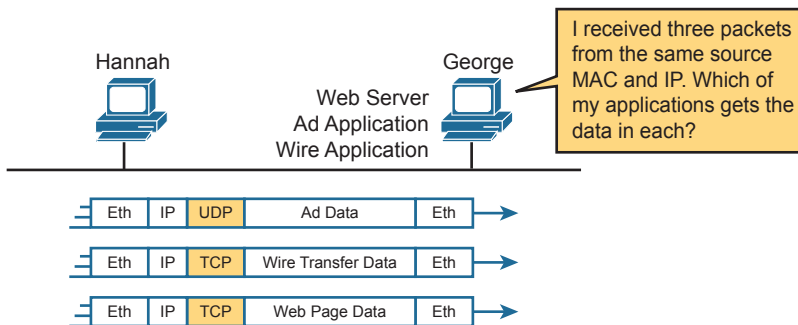 Hannah
George
Web Server
Ad Application
Wire Application
I received three packets
from the same source
MAC and IP. Which of
my applications gets the
data in each?
Eth IP UDP Ad Data Eth
Eth IP TCP Wire Transfer Data Eth
Eth IP TCP Web Page Data Eth